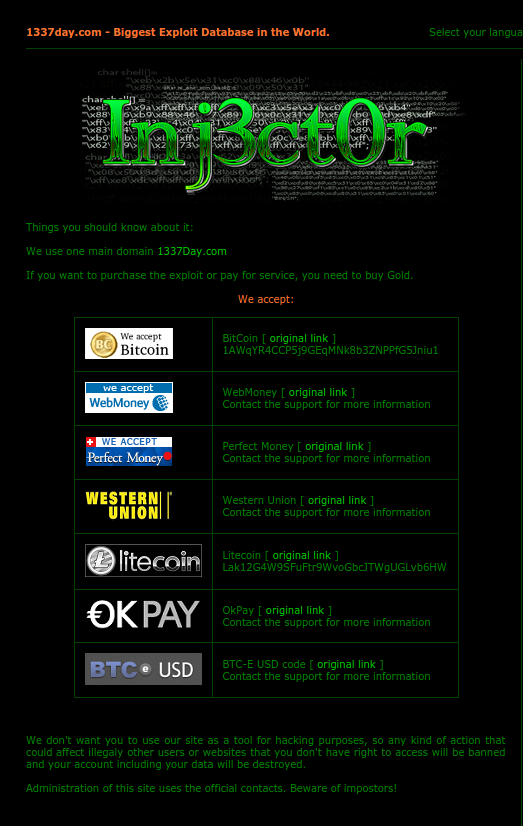 1337day.com - Biggest Exploit Database in the World.
Select your langua
char shell[]=
char shell[] =
Inj3ct0r
Things you should know about it:
We use one main domain 1337Day.com
If you want to purchase the exploit or pay for service, you need to buy Gold.
We accept:
We accept
Bitcoin
BitCoin [ original link ]
1AWqYR4CCP5j9GEqMNk8b3ZNPPfG5Jniu1
we accept
WebMoney
WebMoney [ original link ]
Contact the support for more information
WE ACCEPT
Perfect Money
Perfect Money [ original link ]
Contact the support for more information
WESTERN
UNION
Western Union [ original link ]
Contact the support for more information
litecoin
Litecoin [ original link ]
Lak12G4W9SFuFtr9WvoGbcJTWgUGLvb6HW
OKPAY
OkPay [ original link ]
Contact the support for more information
BTC e USD
BTC-E USD code [ original link ]
Contact the support for more information
We don't want you to use our site as a tool for hacking purposes, so any kind of action that
could affect illegaly other users or websites that you don't have right to access will be banned
and your account including your data will be destroyed.
Administration of this site uses the official contacts. Beware of impostors!